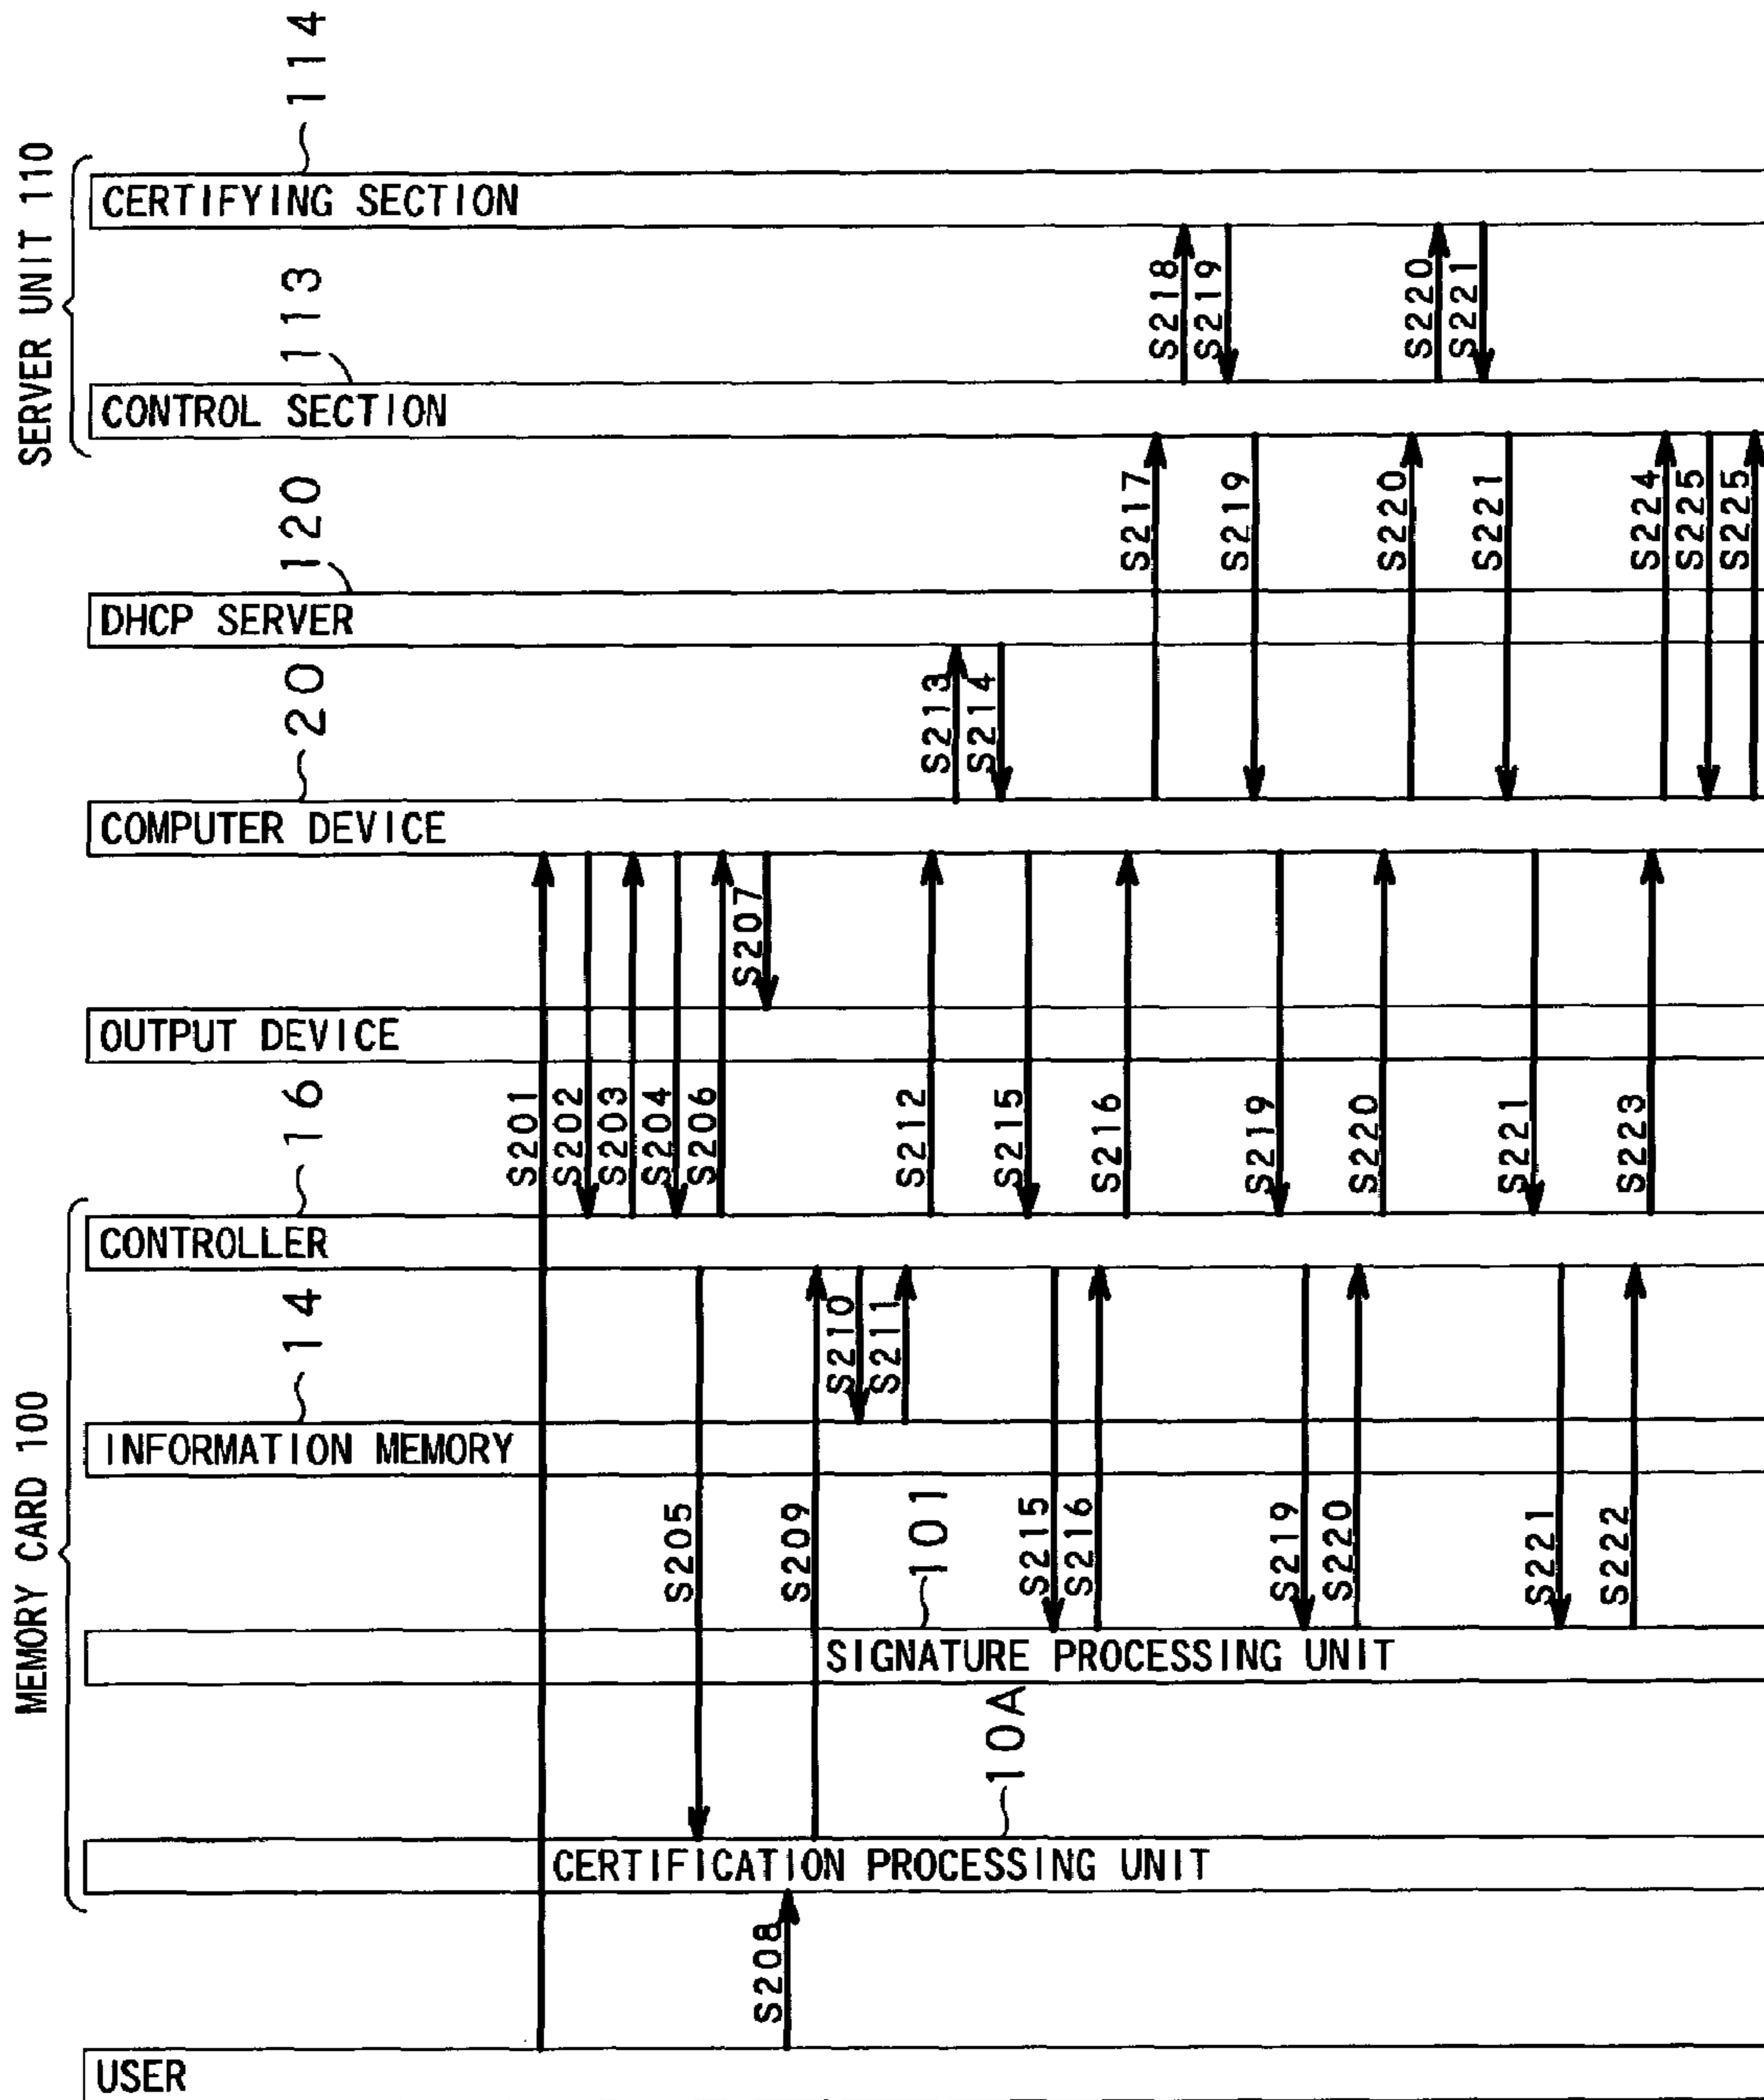 SERVER UNIT 110
114
CERTIFYING SECTION
113
CONTROL SECTION
120
DHCP SERVER
20
COMPUTER DEVICE
OUTPUT DEVICE
16
CONTROLLER
MEMORY CARD 100
14
INFORMATION MEMORY
101
SIGNATURE PROCESSING UNIT
10A
CERTIFICATION PROCESSING UNIT
USER
S218
S219
S220
S221
S217
S219
S220
S221
S224
S225
S225
S213
S214
S207
S201
S202
S203
S204
S206
S212
S215
S216
S219
S220
S221
S223
S210
S211
S205
S209
S215
S216
S219
S220
S221
S222
S208